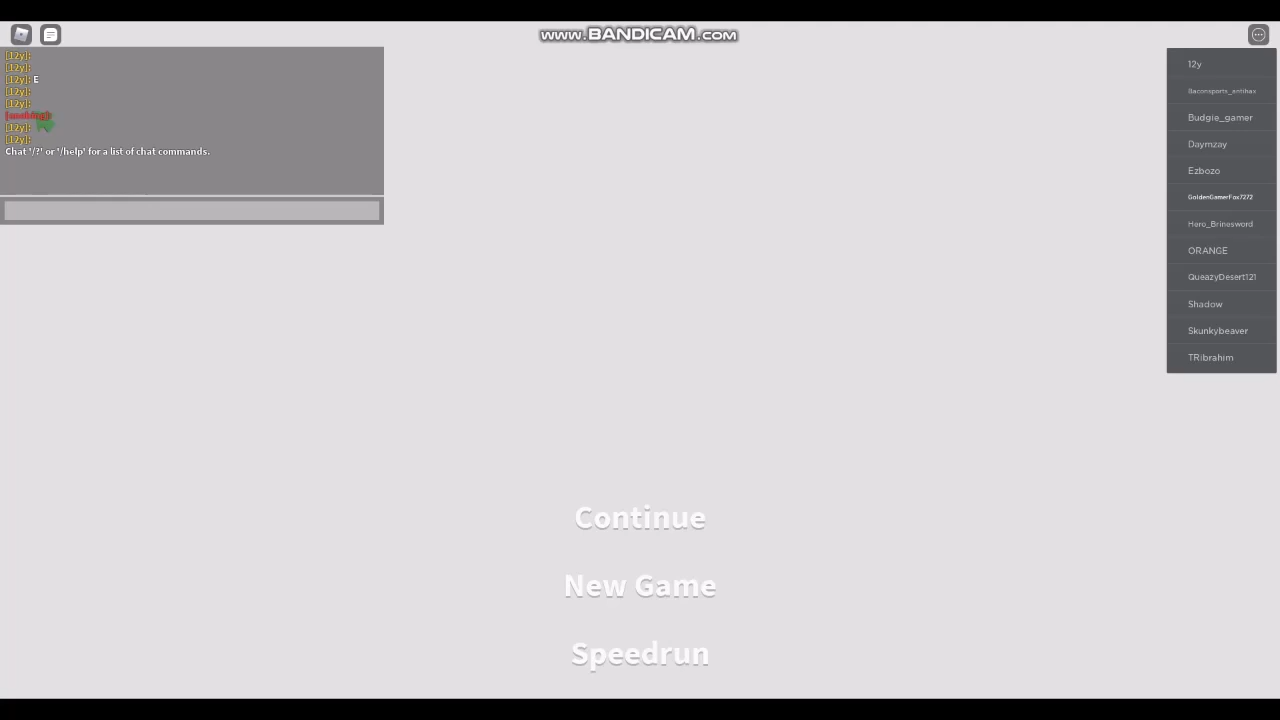 www.BANDICAM.com
[12y]:
[12y]:
[12y]: E
[12y]:
[12y]:
[12y]:
[12y]:
Chat '/?' or '/help' for a list of chat commands.
12y
Baconsports_antihax
Budgie_gamer
Daymzay
Ezbozo
GoldenGamerFox7272
Hero_Brinesword
ORANGE
QueazyDesert121
Shadow
Skunkybeaver
TRIbrahim
Continue
New Game
Speedrun